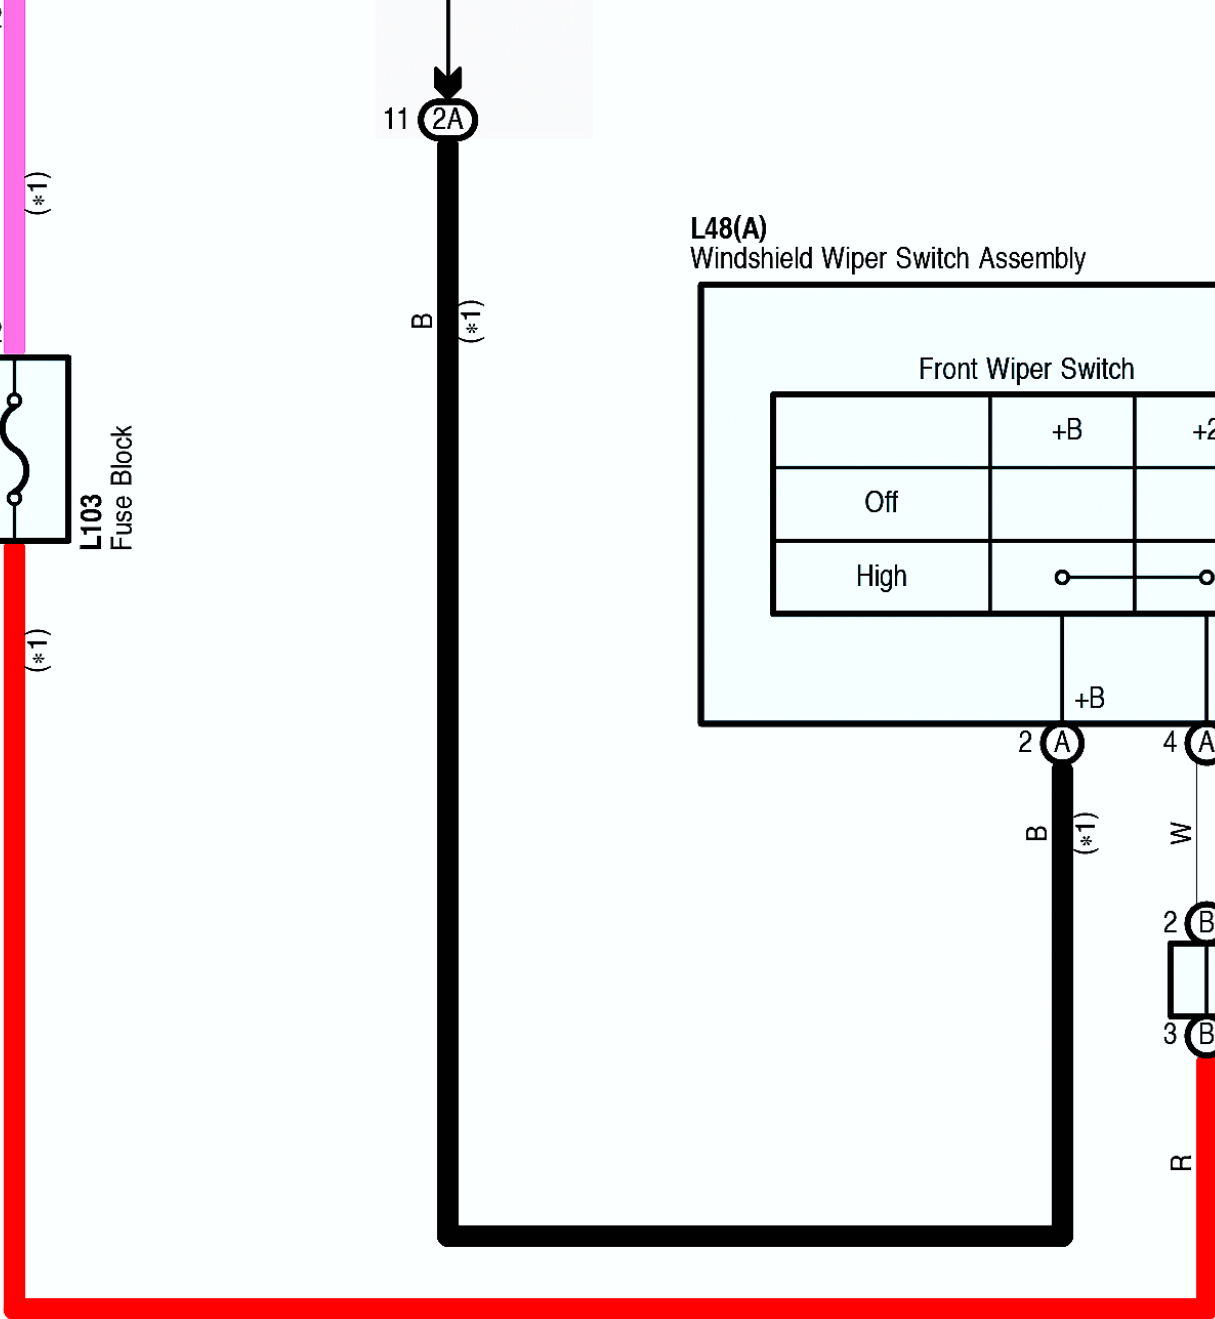 11 2A
(*1)
L48(A)
Windshield Wiper Switch Assembly
B
(*1)
Front Wiper Switch
+B
Off
High
L103
Fuse Block
(*1)
+B
2 A
4 A
B
(*1)
W
2 B
3 B
R